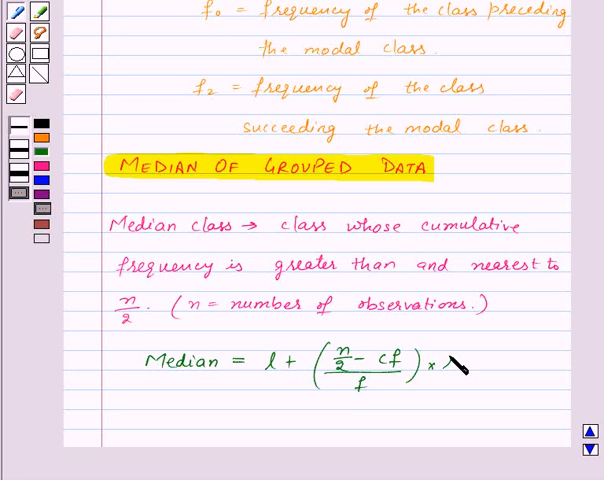 f₀ = frequency of the class preceding
the modal class.
f₂ = frequency of the class
succeeding the modal class.
MEDIAN OF GROUPED DATA
Median class → class whose cumulative
frequency is greater than and nearest to
n/2. (n = number of observations.)
Median = l + ((n/2 - cf)/f) ×